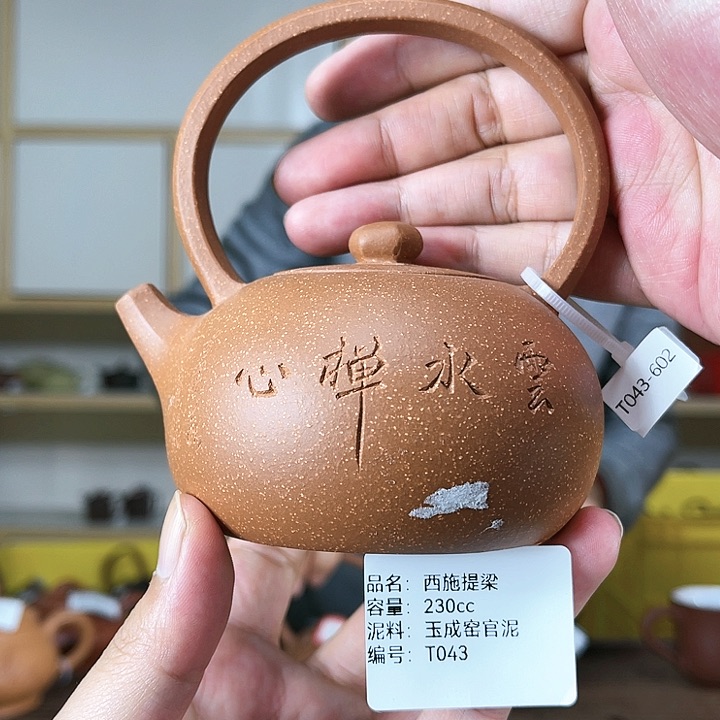 雲水禅心
T043-602
品名: 西施提梁
容量: 230cc
泥料: 玉成窑官泥
编号: T043